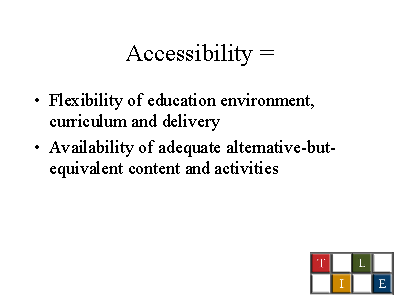 Accessibility =
• Flexibility of education environment,
curriculum and delivery
• Availability of adequate alternative-but-
equivalent content and activities
T L
I E